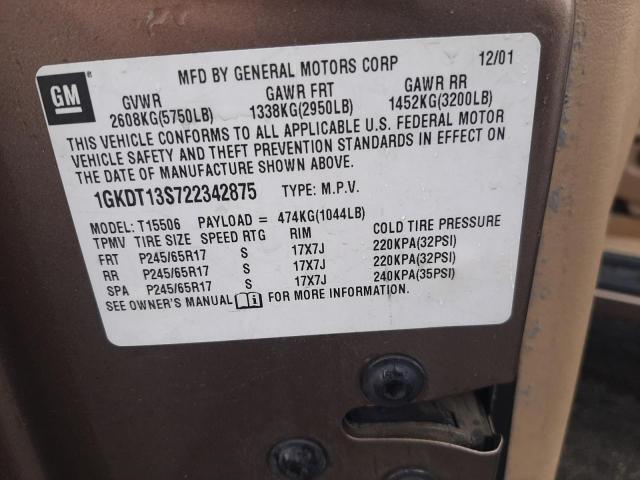 MFD BY GENERAL MOTORS CORP 12/01
GM ®
GVWR GAWR FRT GAWR RR
2608KG(5750LB) 1338KG(2950LB) 1452KG(3200LB)
THIS VEHICLE CONFORMS TO ALL APPLICABLE U.S. FEDERAL MOTOR
VEHICLE SAFETY AND THEFT PREVENTION STANDARDS IN EFFECT ON
THE DATE OF MANUFACTURE SHOWN ABOVE.
1GKDT13S722342875 TYPE: M.P.V.
MODEL: T15506 PAYLOAD = 474KG(1044LB)
TPMV TIRE SIZE SPEED RTG RIM COLD TIRE PRESSURE
FRT P245/65R17 S 17X7J 220KPA(32PSI)
RR P245/65R17 S 17X7J 220KPA(32PSI)
SPA P245/65R17 S 17X7J 240KPA(35PSI)
SEE OWNER'S MANUAL FOR MORE INFORMATION.